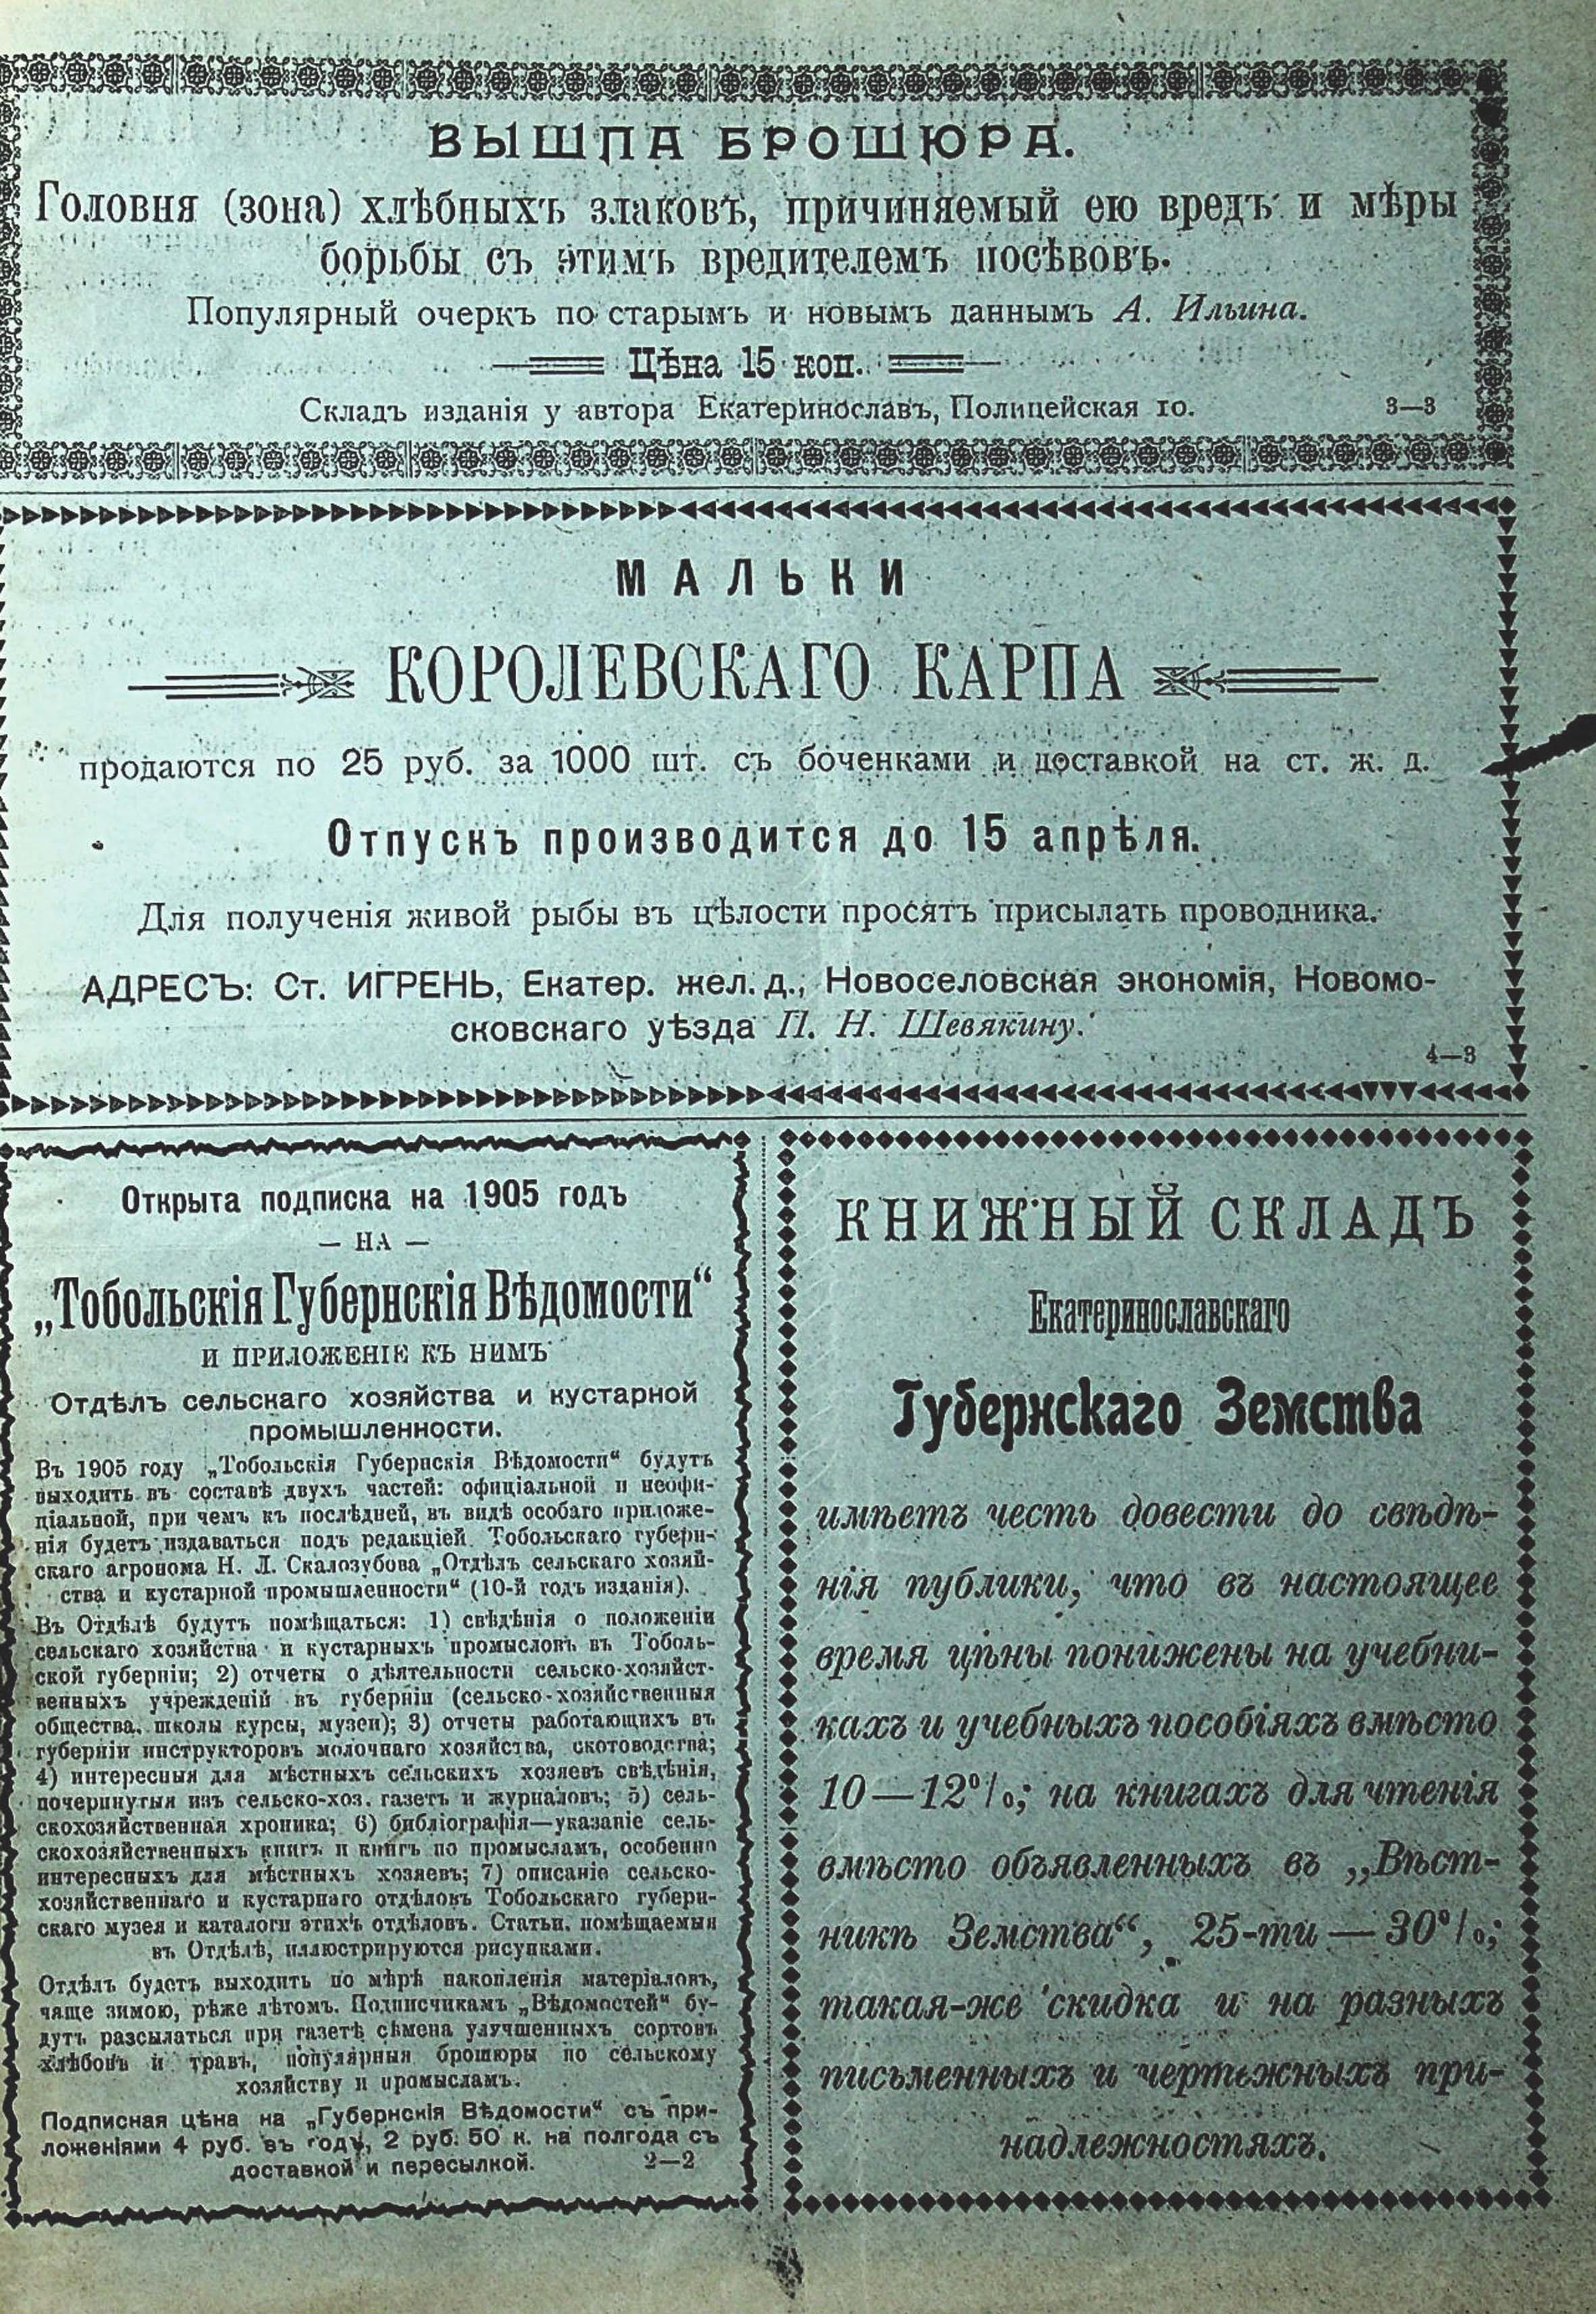 ВЫШЛА БРОШЮРА.
Головня (зона) хлѣбныхъ злаковъ, причиняемый ею вредъ и мѣры
борьбы съ этимъ вредителемъ посѣвовъ.
Популярный очеркъ по старымъ и новымъ даннымъ А. Ильина.
Цѣна 15 коп.
Складъ изданія у автора Екатеринославъ, Полицейская 10.
3—3
МАЛЬКИ
КОРОЛЕВСКАГО КАРПА
продаются по 25 руб. за 1000 шт. съ боченками и доставкой на ст. ж. д.
Отпускъ производится до 15 апрѣля.
Для полученія живой рыбы въ цѣлости просятъ присылать проводника.
АДРЕСЪ: Ст. ИГРЕНЬ, Екатер. жел. д., Новоселовская экономія, Новомо-
сковскаго уѣзда П. Н. Шевякину.
4—3
Открыта подписка на 1905 годъ
— НА —
„Тобольскія Губернскія Вѣдомости“
И ПРИЛОЖЕНІЕ КЪ НИМЪ
Отдѣлъ сельскаго хозяйства и кустарной
промышленности.
Въ 1905 году „Тобольскія Губернскія Вѣдомости“ будутъ
выходить въ составѣ двухъ частей: офиціальной и неофи-
ціальной, при чемъ къ послѣдней, въ видѣ особаго приложе-
нія будетъ издаваться подъ редакціей Тобольскаго губерн-
скаго агронома Н. Л. Скалозубова „Отдѣлъ сельскаго хозяй-
ства и кустарной промышленности“ (10-й годъ изданія).
Въ Отдѣлѣ будутъ помѣщаться: 1) свѣдѣнія о положеніи
сельскаго хозяйства и кустарныхъ промысловъ въ Тоболь-
ской губерніи; 2) отчеты о дѣятельности сельско-хозяйст-
венныхъ учрежденій въ губерніи (сельско-хозяйственныя
общества, школы курсы, музеи); 3) отчеты работающихъ въ
губерніи инструкторовъ молочнаго хозяйства, скотоводства;
4) интересныя для мѣстныхъ сельскихъ хозяевъ свѣдѣнія,
почерпнутыя изъ сельско-хоз. газетъ и журналовъ; 5) сель-
скохозяйственная хроника; 6) библіографія—указаніе сель-
скохозяйственныхъ книгъ и книгъ по промысламъ, особенно
интересныхъ для мѣстныхъ хозяевъ; 7) описаніе сельско-
хозяйственнаго и кустарнаго отдѣловъ Тобольскаго губерн-
скаго музея и каталоги этихъ отдѣловъ. Статьи, помѣщаемыя
въ Отдѣлѣ, иллюстрируются рисунками.
Отдѣлъ будетъ выходить по мѣрѣ накопленія матеріаловъ,
чаще зимою, рѣже лѣтомъ. Подписчикамъ „Вѣдомостей“ бу-
дутъ разсылаться при газетѣ сѣмена улучшенныхъ сортовъ
хлѣбовъ и травъ, популярныя брошюры по сельскому
хозяйству и промысламъ.
Подписная цѣна на „Губернскія Вѣдомости“ съ при-
ложеніями 4 руб. въ годъ, 2 руб. 50 к. на полгода съ
доставкой и пересылкой. 2—2
КНИЖНЫЙ СКЛАДЪ
Екатеринославскаго
Губернскаго Земства
имѣетъ честь довести до свѣдѣ-
нія публики, что въ настоящее
время цѣны понижены на учебни-
кахъ и учебныхъ пособіяхъ вмѣсто
10—12%; на книгахъ для чтенія
вмѣсто объявленныхъ въ „Вѣст-
никѣ Земства“, 25-ти—30%;
такая-же скидка и на разныхъ
письменныхъ и чертежныхъ при-
надлежностяхъ.